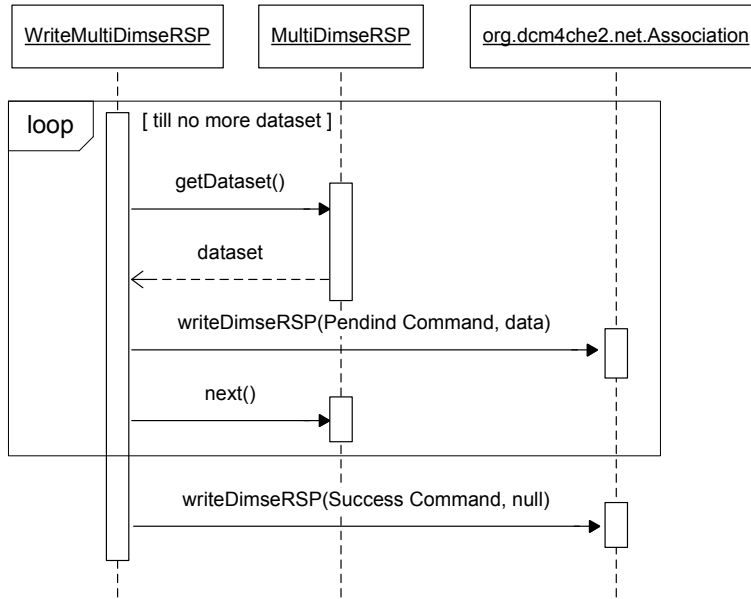 WriteMultiDimseRSP
MultiDimseRSP
org.dcm4che2.net.Association
loop
[ till no more dataset ]
getDataset()
dataset
writeDimseRSP(Pendind Command, data)
next()
writeDimseRSP(Success Command, null)